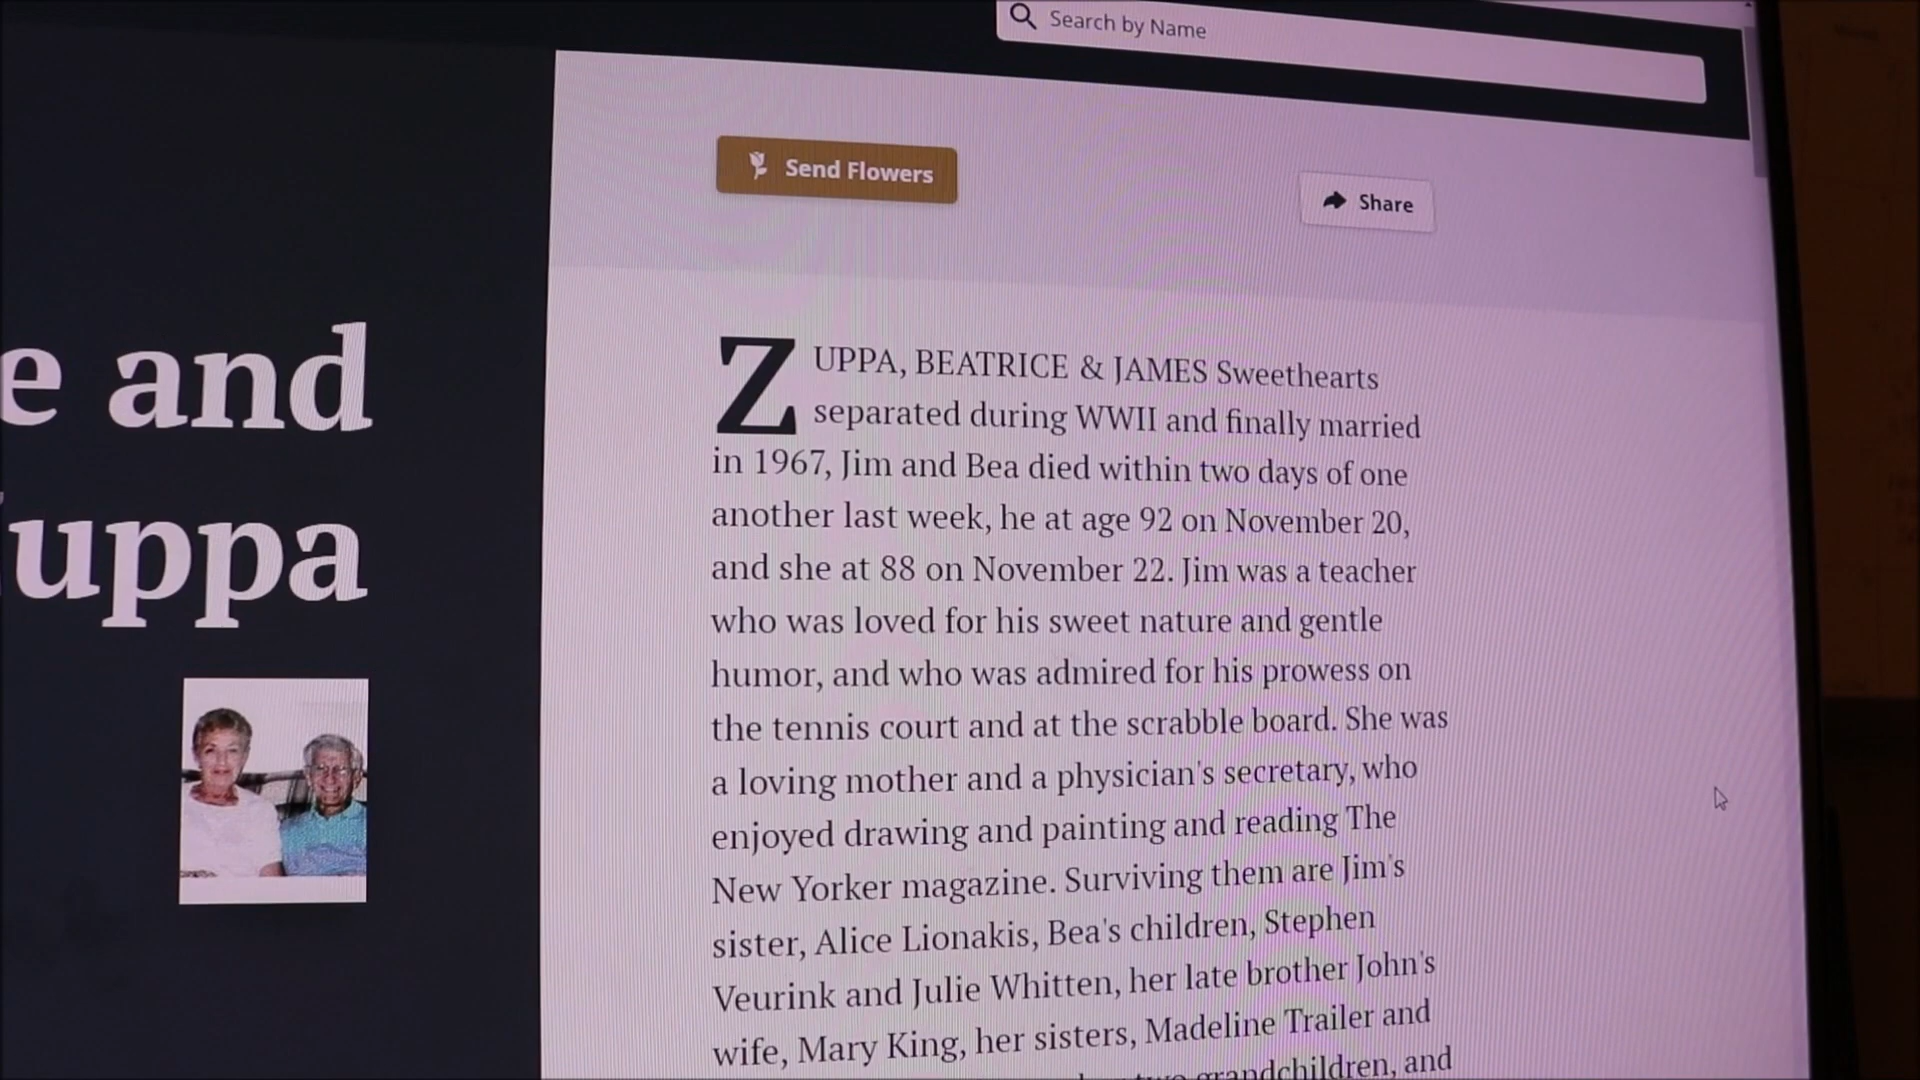 Search by Name
Send Flowers
Share
e and
uppa
ZUPPA, BEATRICE & JAMES Sweethearts
separated during WWII and finally married
in 1967, Jim and Bea died within two days of one
another last week, he at age 92 on November 20,
and she at 88 on November 22. Jim was a teacher
who was loved for his sweet nature and gentle
humor, and who was admired for his prowess on
the tennis court and at the scrabble board. She was
a loving mother and a physician's secretary, who
enjoyed drawing and painting and reading The
New Yorker magazine. Surviving them are Jim's
sister, Alice Lionakis, Bea's children, Stephen
Veurink and Julie Whitten, her late brother John's
wife, Mary King, her sisters, Madeline Trailer and
grandchildren, and